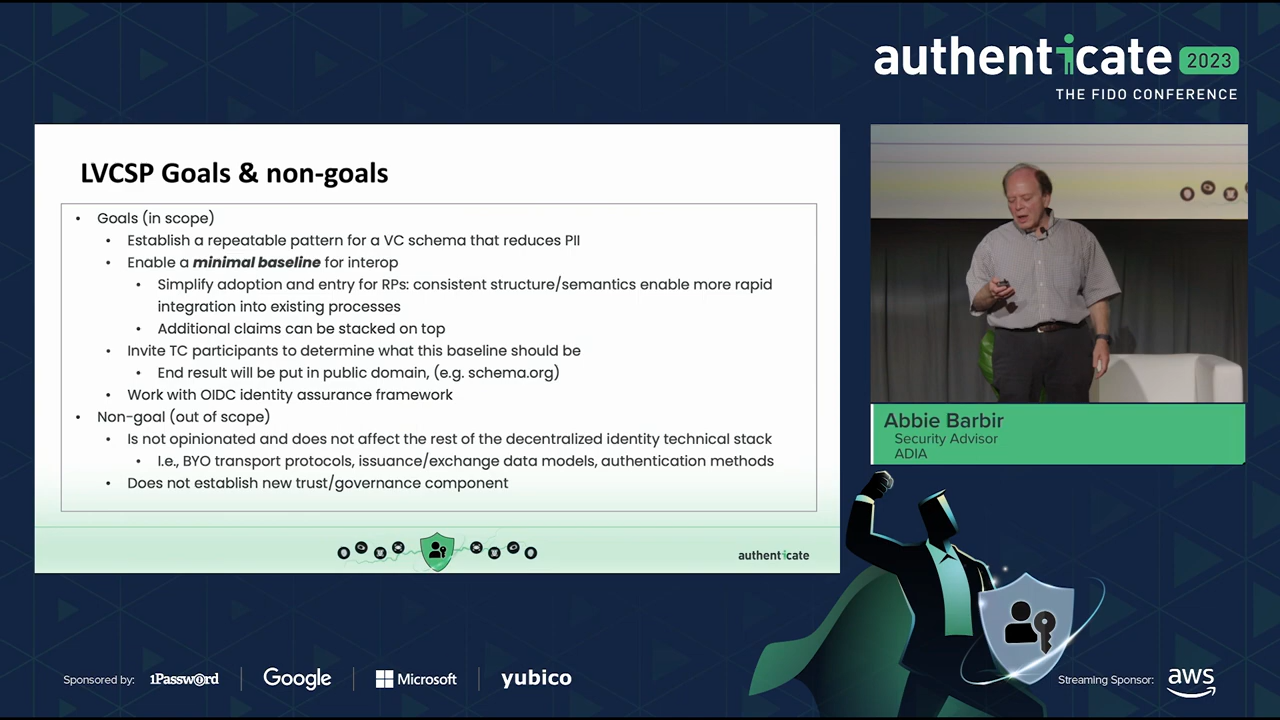 authenticate 2023
THE FIDO CONFERENCE
LVCSP Goals & non-goals
• Goals (in scope)
• Establish a repeatable pattern for a VC schema that reduces PII
• Enable a minimal baseline for interop
• Simplify adoption and entry for RPs: consistent structure/semantics enable more rapid
integration into existing processes
• Additional claims can be stacked on top
• Invite TC participants to determine what this baseline should be
• End result will be put in public domain, (e.g. schema.org)
• Work with OIDC identity assurance framework
• Non-goal (out of scope)
• Is not opinionated and does not affect the rest of the decentralized identity technical stack
• I.e., BYO transport protocols, issuance/exchange data models, authentication methods
• Does not establish new trust/governance component
authenticate
Abbie Barbir
Security Advisor
ADIA
Sponsored by: 1Password Google Microsoft yubico
Streaming Sponsor: aws